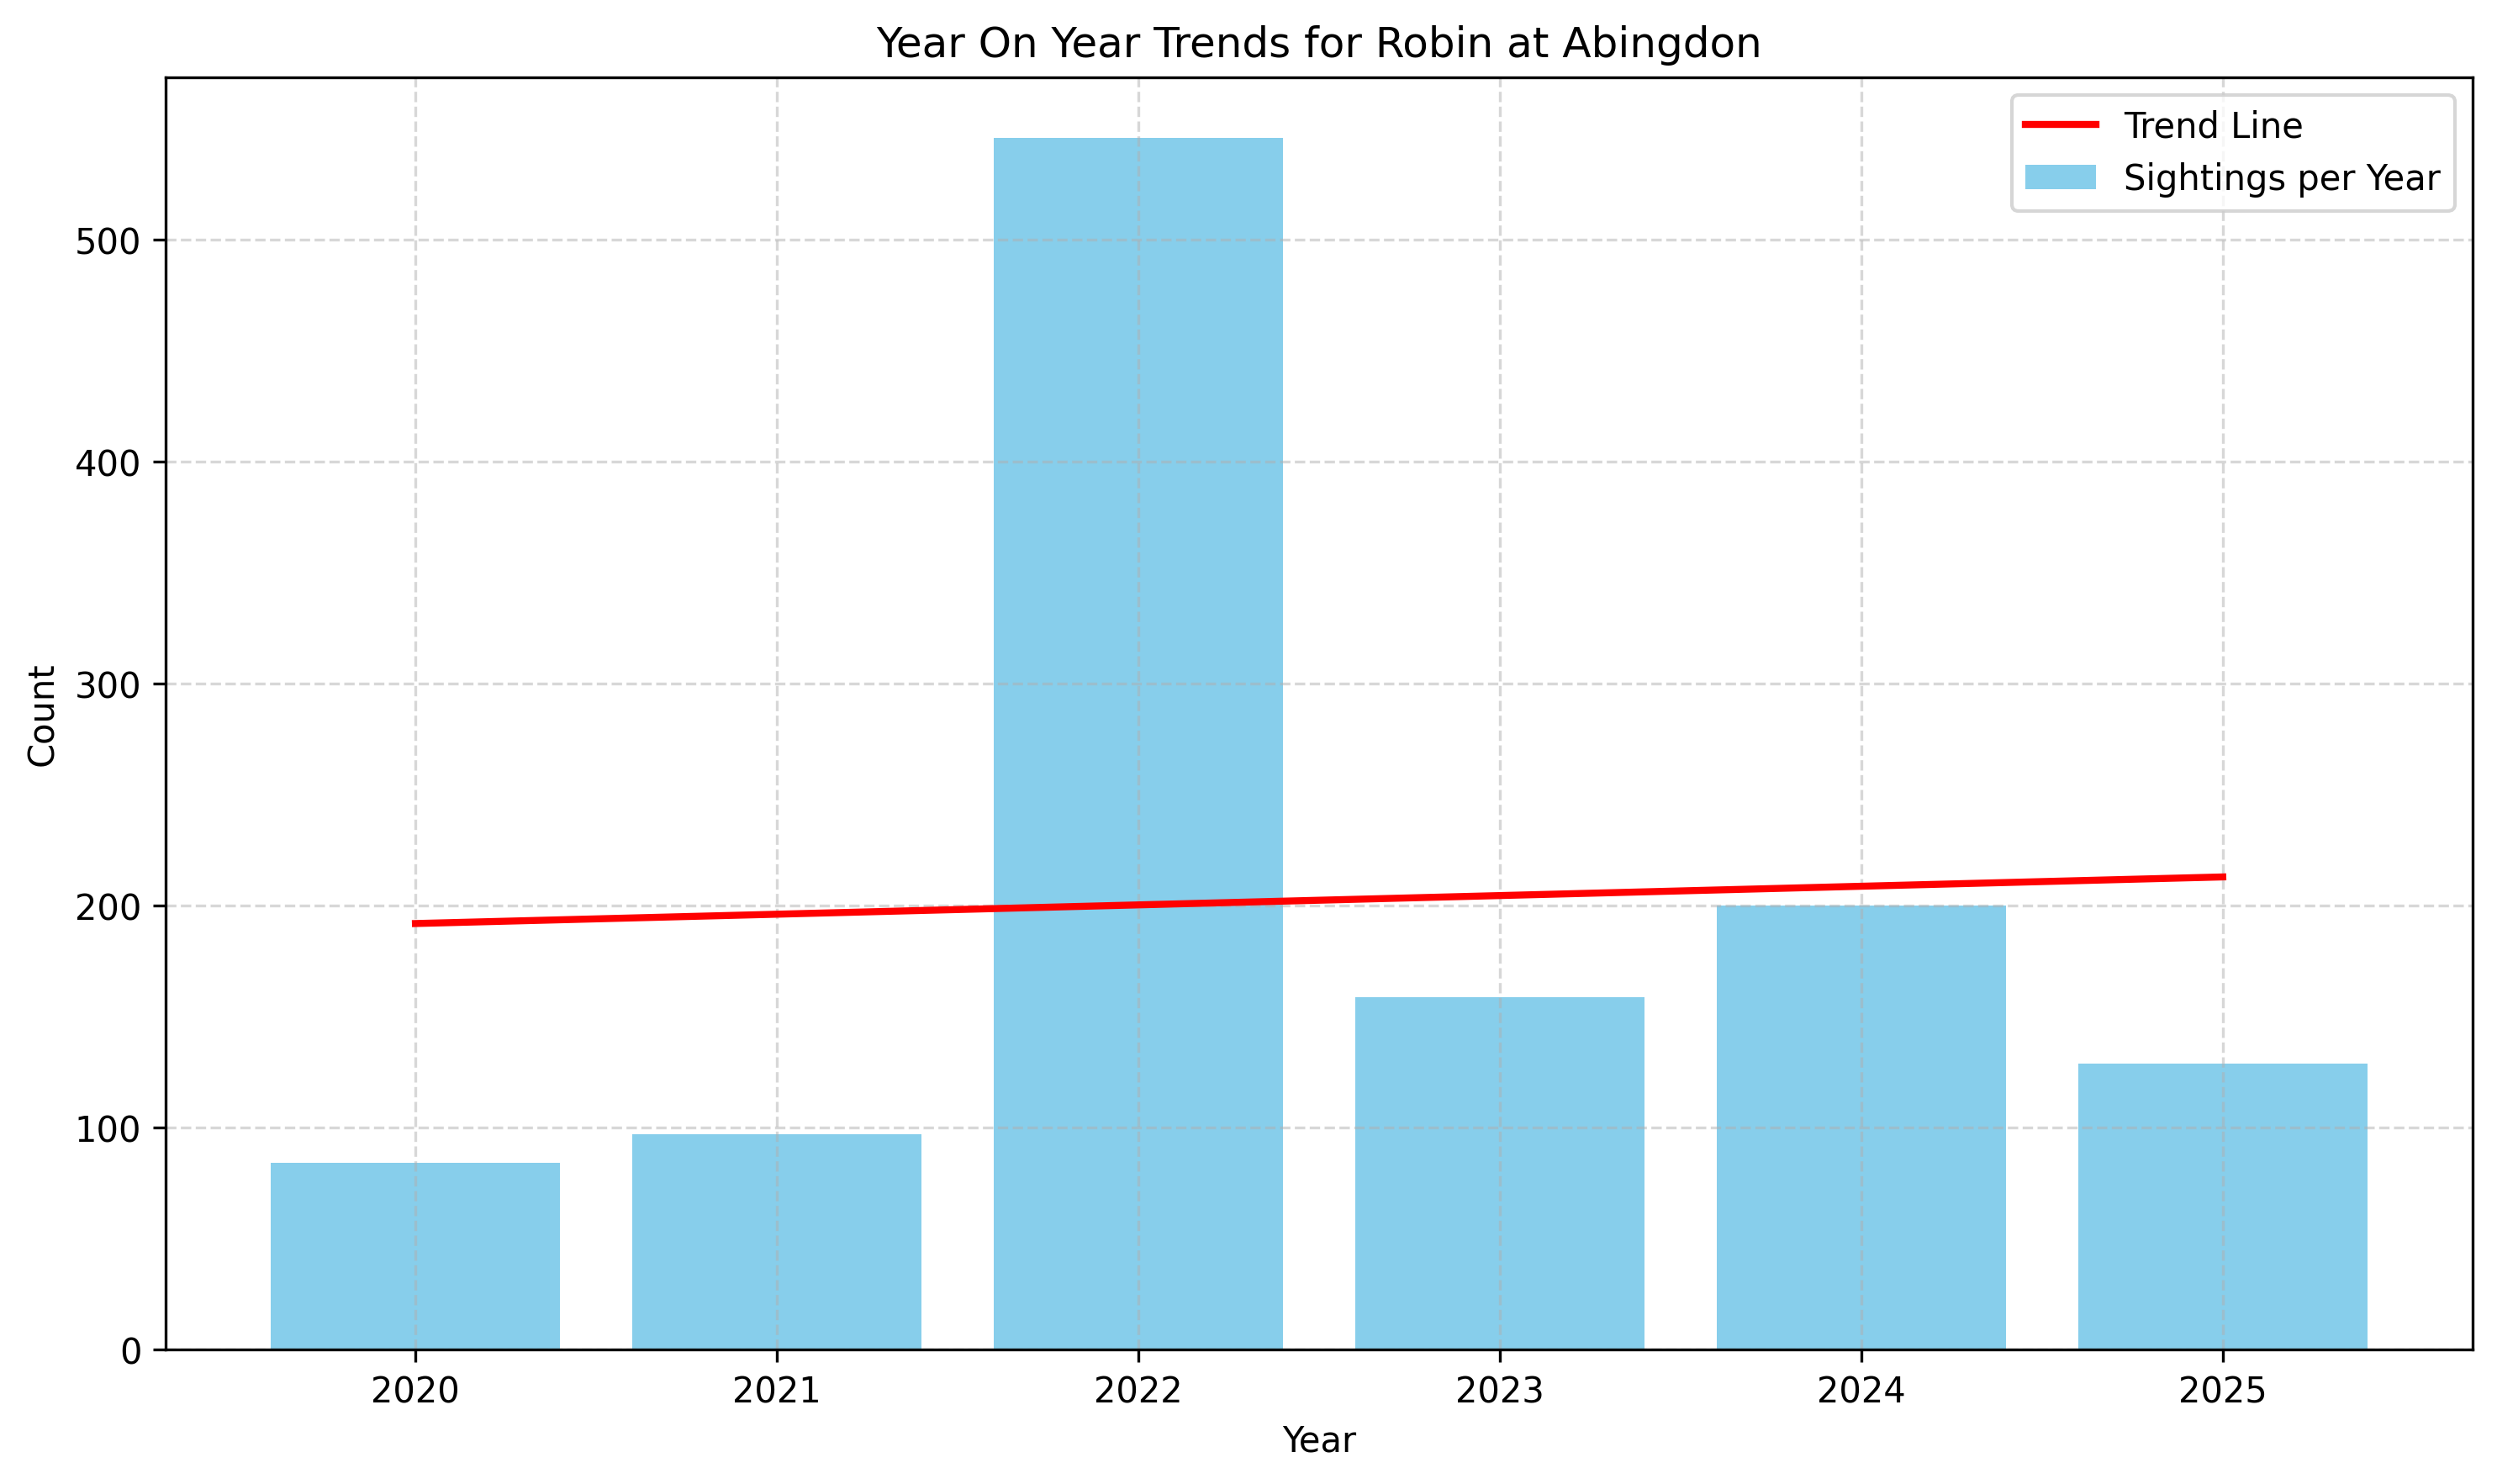 Year On Year Trends for Robin at Abingdon
Trend Line
Sightings per Year
Count
500
400
300
200
100
0
2020 2021 2022 2023 2024 2025
Year